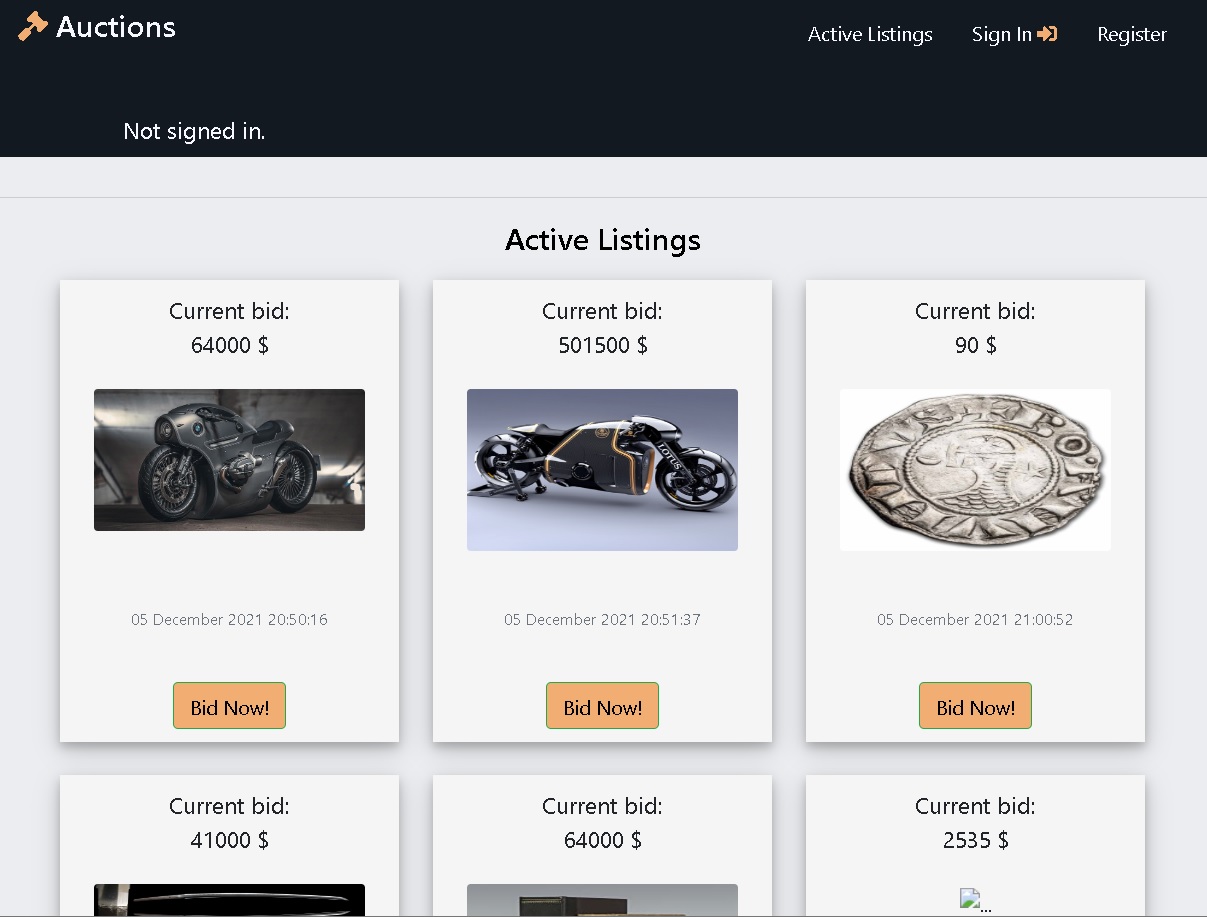 Auctions
Active Listings
Sign In
Register
Not signed in.
Active Listings
Current bid:
64000 $
Current bid:
501500 $
Current bid:
90 $
LOTUS
05 December 2021 20:50:16
05 December 2021 20:51:37
05 December 2021 21:00:52
Bid Now!
Bid Now!
Bid Now!
Current bid:
41000 $
Current bid:
64000 $
Current bid:
2535 $
...